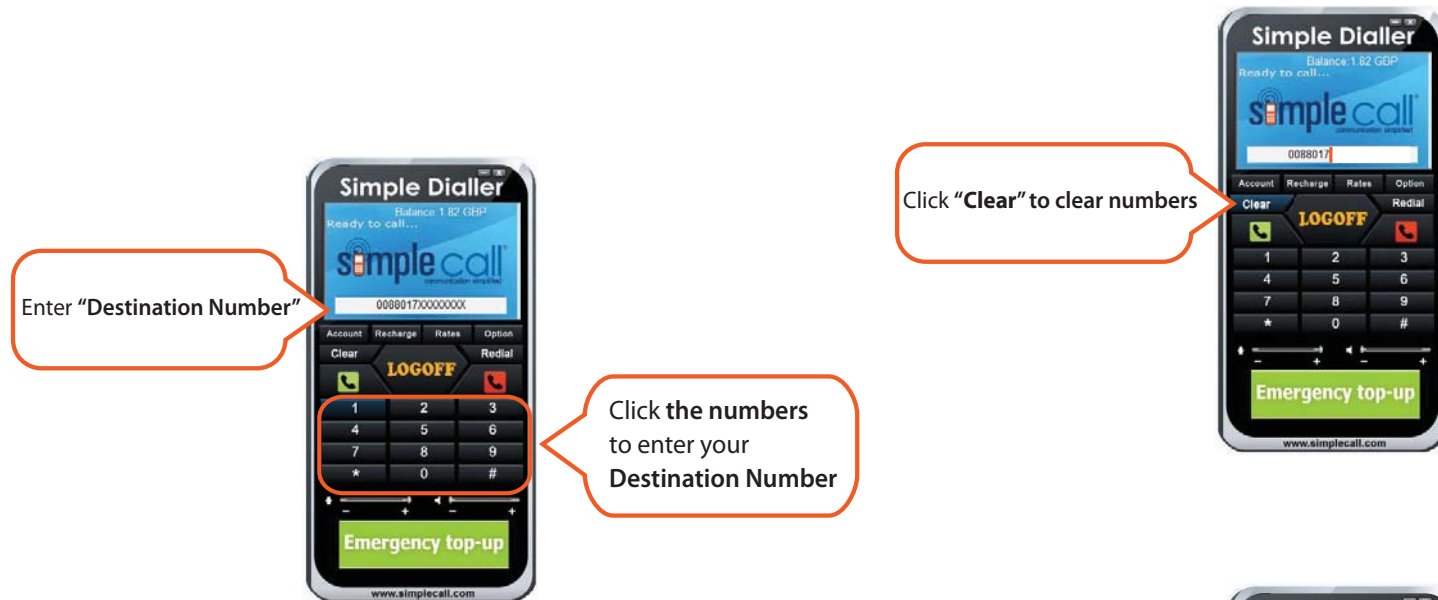 Enter “Destination Number”
Simple Dialler
Balance:1.82 GBP
Ready to call...
simple call
communication simplified
0088017XXXXXXX
Account Recharge Rates Option
Clear Redial
LOGOFF
1 2 3
4 5 6
7 8 9
* 0 #
- + - +
Emergency top-up
www.simplecall.com
Click the numbers
to enter your
Destination Number
Click “Clear” to clear numbers
Simple Dialler
Balance:1.82 GBP
Ready to call...
simple call
communication simplified
0088017
Account Recharge Rates Option
Clear Redial
LOGOFF
1 2 3
4 5 6
7 8 9
* 0 #
- + - +
Emergency top-up
www.simplecall.com